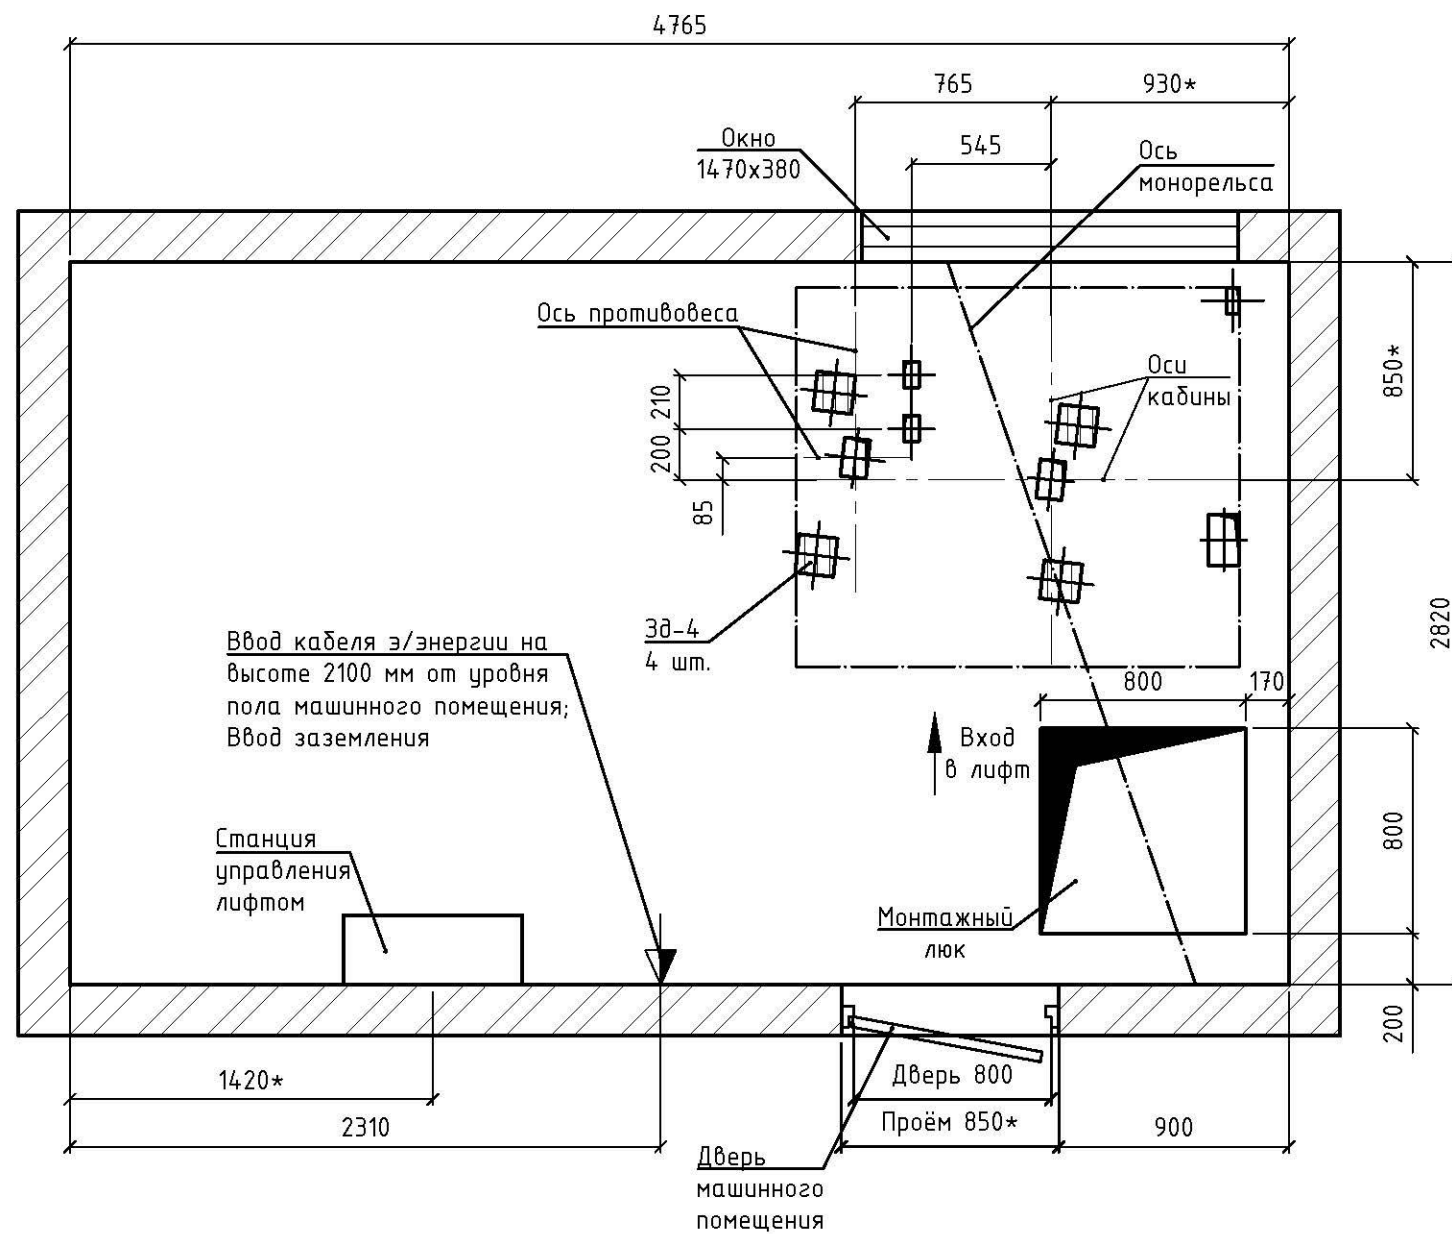 4765
765
930*
Окно
1470х380
545
Ось
монорельса
Ось противовеса
Оси
кабины
850*
210
200
85
2820
Зд-4
4 шт.
Ввод кабеля э/энергии на
высоте 2100 мм от уровня
пола машинного помещения;
Ввод заземления
800
170
Вход
в лифт
Станция
управления
лифтом
800
Монтажный
люк
200
1420*
Дверь 800
2310
Проём 850*
900
Дверь
машинного
помещения